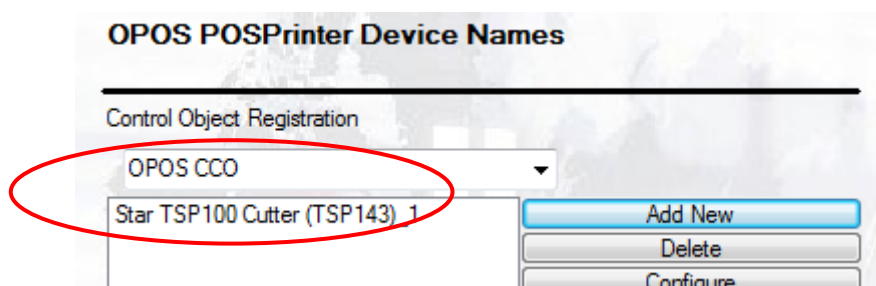 OPOS POSPrinter Device Names
Control Object Registration
OPOS CCO
Star TSP100 Cutter (TSP143)_1
Add New
Delete
Configure